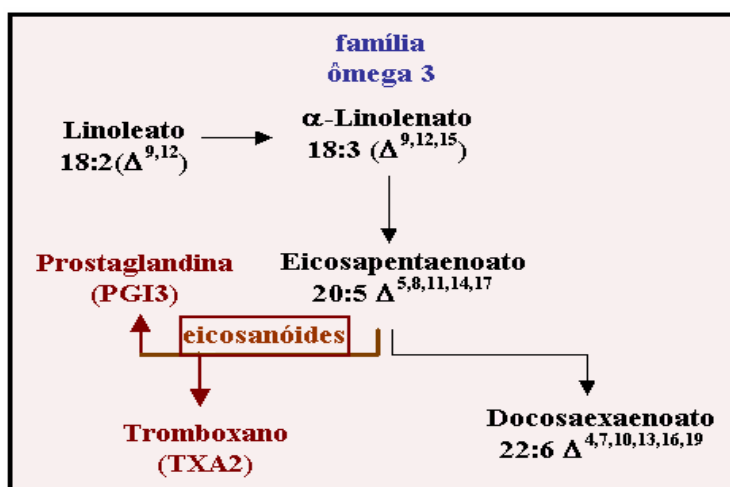 família
ômega 3
Linoleato
18:2(Δ9,12)
α-Linolenato
18:3 (Δ9,12,15)
Eicosapentaenoato
20:5 Δ5,8,11,14,17
Prostaglandina
(PGI3)
eicosanóides
Tromboxano
(TXA2)
Docosaexaenoato
22:6 Δ4,7,10,13,16,19